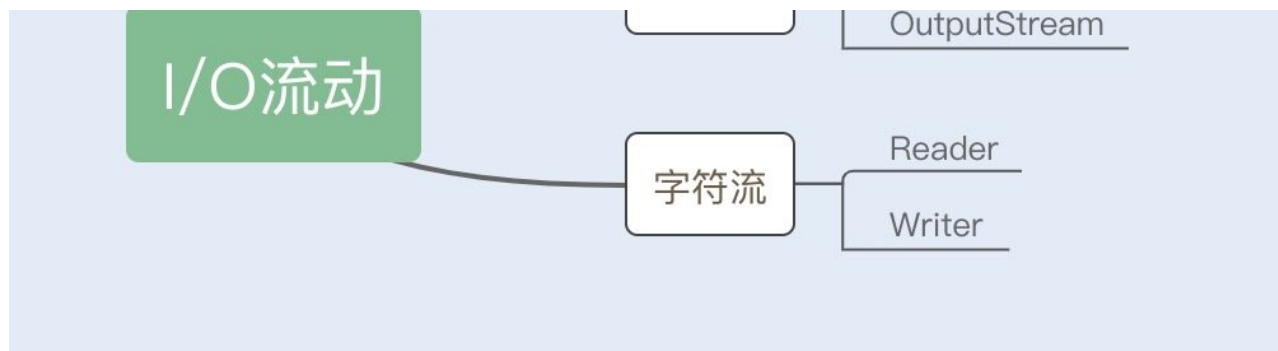 OutputStream
I/O流动
Reader
字符流
Writer